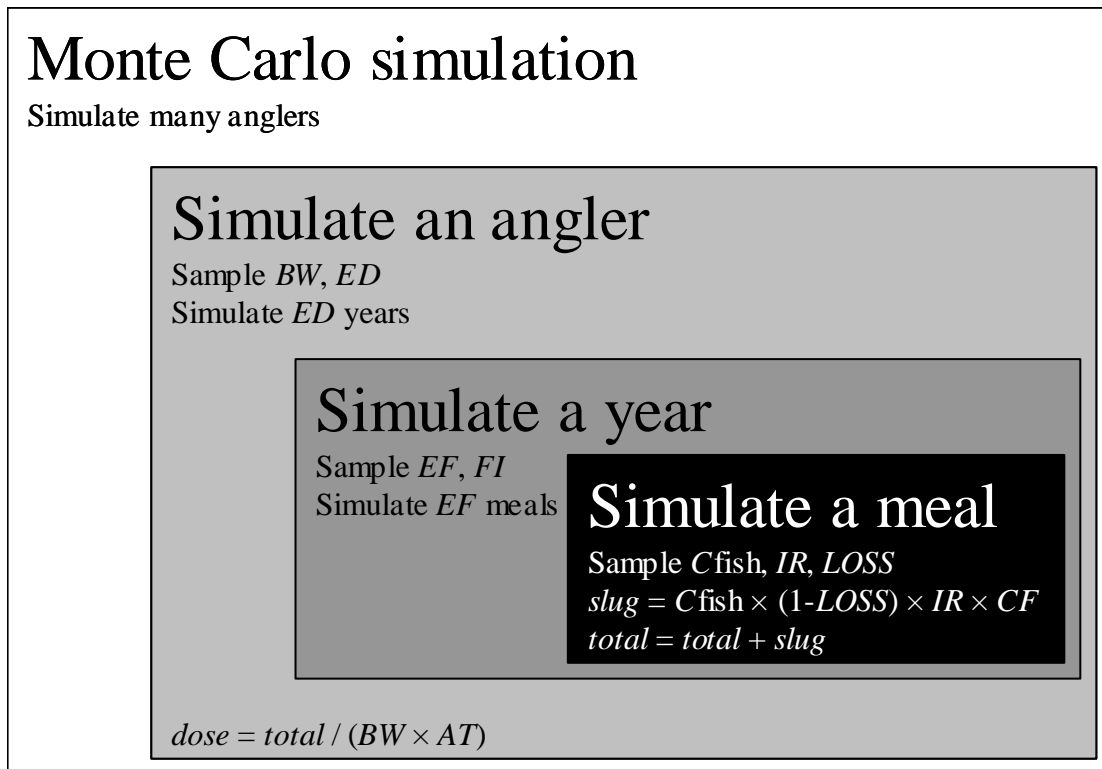 Monte Carlo simulation
Simulate many anglers
Simulate an angler
Sample BW, ED
Simulate ED years
Simulate a year
Sample EF, FI
Simulate EF meals
Simulate a meal
Sample Cfish, IR, LOSS
slug = Cfish × (1-LOSS) × IR × CF
total = total + slug
dose = total / (BW × AT)